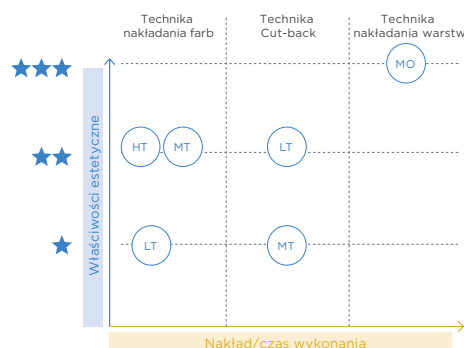 Technika
nakładania farb
Technika
Cut-back
Technika
nakładania warstw
MO
HT
MT
LT
LT
MT
Właściwości estetyczne
Nakład/czas wykonania